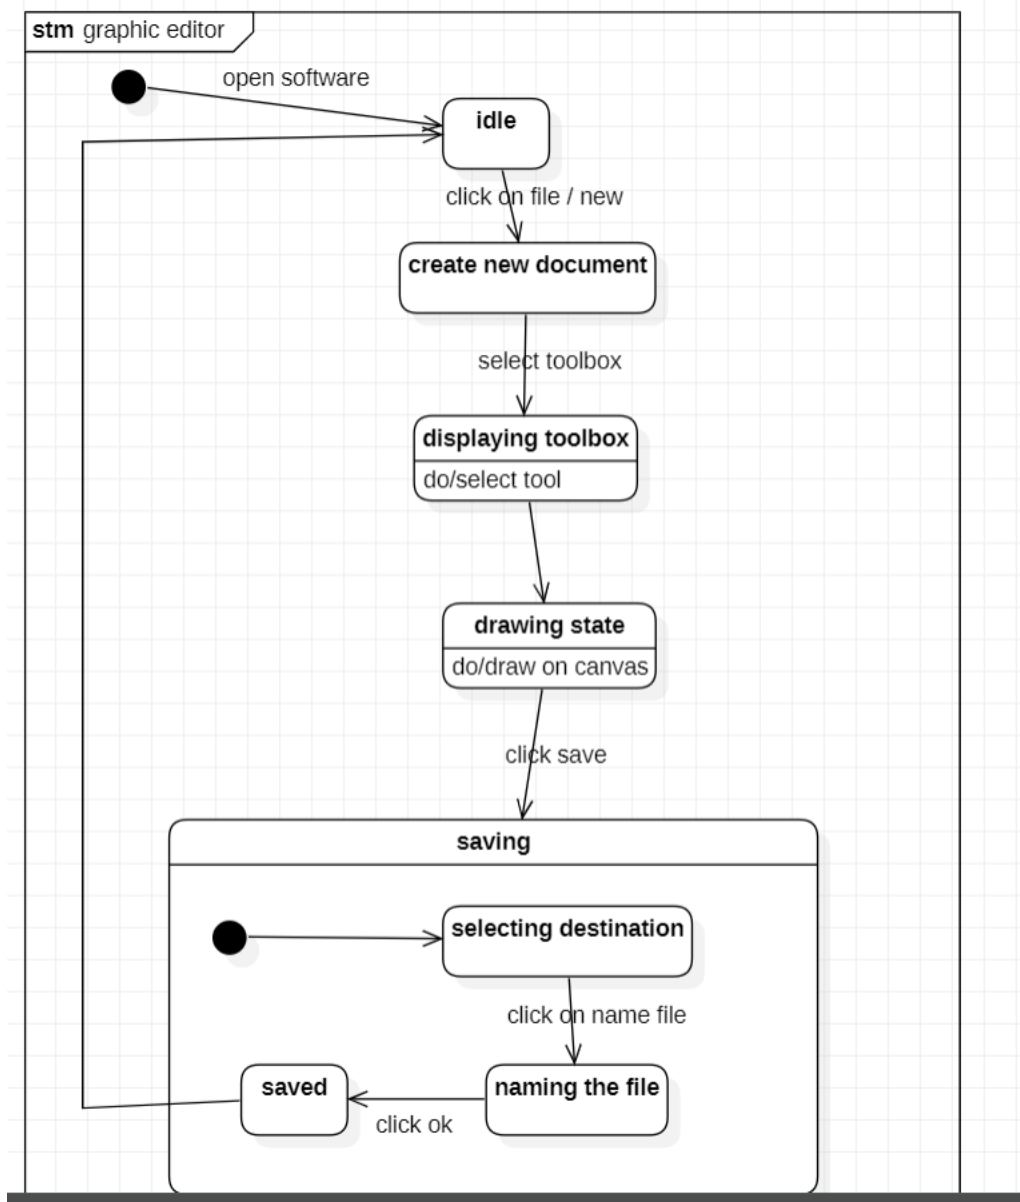 stm graphic editor
open software
idle
click on file / new
create new document
select toolbox
displaying toolbox
do/select tool
drawing state
do/draw on canvas
click save
saving
selecting destination
click on name file
saved
naming the file
click ok